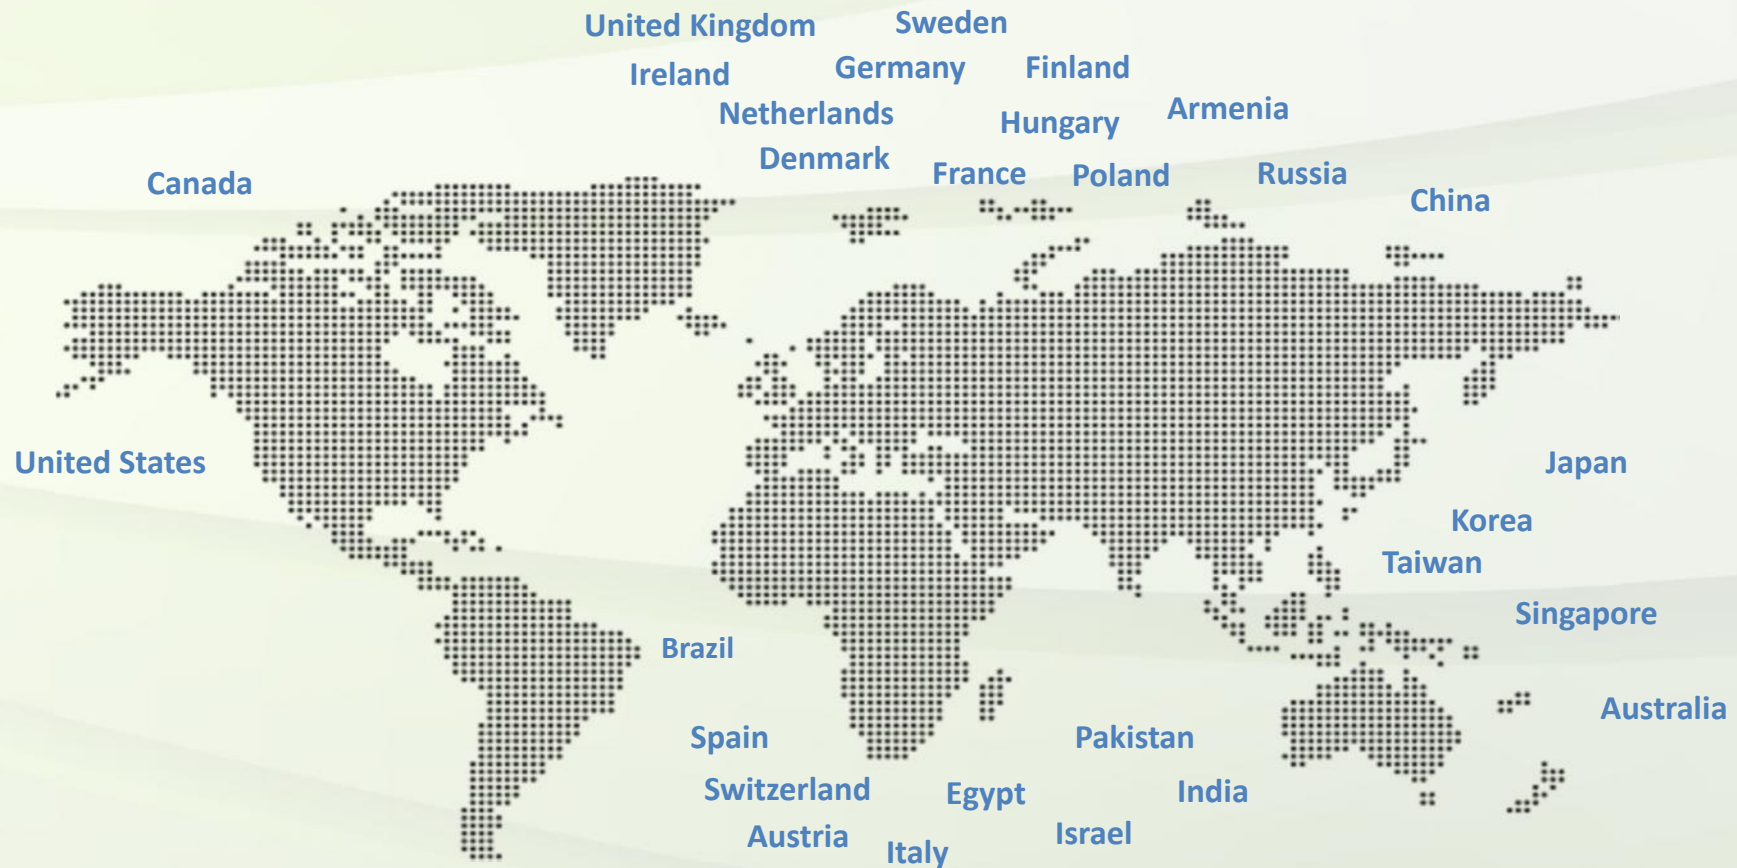 United Kingdom
Sweden
Ireland
Germany
Finland
Netherlands
Hungary
Armenia
Denmark
France
Poland
Russia
Canada
China
United States
Japan
Korea
Taiwan
Singapore
Brazil
Australia
Spain
Pakistan
Switzerland
Egypt
India
Austria
Italy
Israel